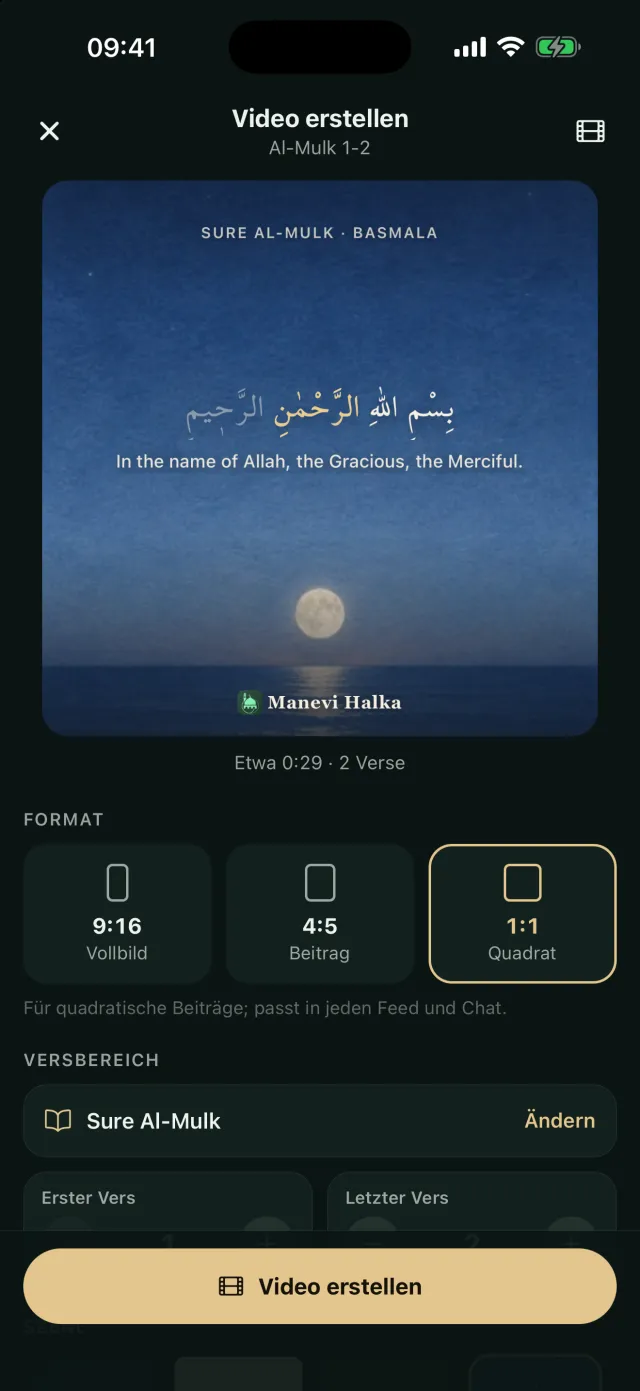 09:41
Video erstellen
Al-Mulk 1-2
SURE AL-MULK · BASMALA
بِسْمِ اللهِ الرَّحْمٰنِ الرَّحٖيمِ
In the name of Allah, the Gracious, the Merciful.
Manevi Halka
Etwa 0:29 · 2 Verse
FORMAT
9:16
Vollbild
4:5
Beitrag
1:1
Quadrat
Für quadratische Beiträge; passt in jeden Feed und Chat.
VERSBEREICH
Sure Al-Mulk
Ändern
Erster Vers
Letzter Vers
Video erstellen